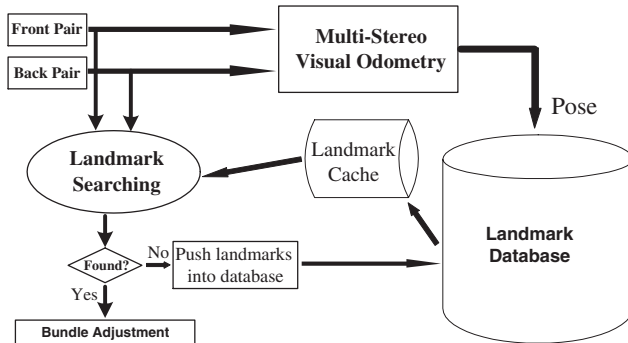 Front Pair
Back Pair
Multi-Stereo
Visual Odometry
Pose
Landmark
Searching
Landmark
Cache
Landmark
Database
Found?
No
Push landmarks
into database
Yes
Bundle Adjustment